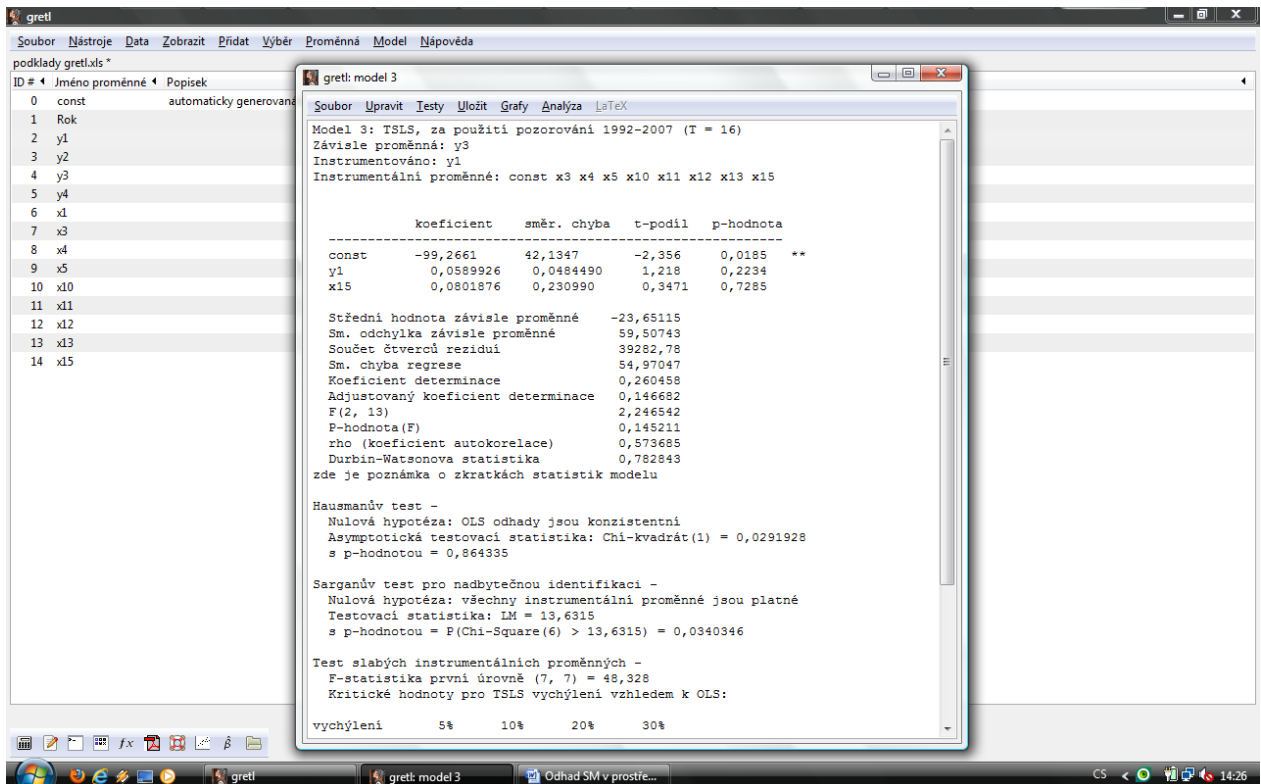 gretl
Soubor Nástroje Data Zobrazit Přidat Výběr Proměnná Model Nápověda
podklady gretl.xls *
ID # Jméno proměnné Popisek
0 const automaticky generovaná
1 Rok
2 y1
3 y2
4 y3
5 y4
6 x1
7 x3
8 x4
9 x5
10 x10
11 x11
12 x12
13 x13
14 x15
gretl: model 3
Soubor Upravit Testy Uložit Grafy Analýza LaTeX
Model 3: TSLS, za použití pozorování 1992-2007 (T = 16)
Závisle proměnná: y3
Instrumentováno: y1
Instrumentální proměnné: const x3 x4 x5 x10 x11 x12 x13 x15
koeficient směr. chyba t-podíl p-hodnota
-------------------------------------------------------
const -99,2661 42,1347 -2,356 0,0185 **
y1 0,0589926 0,0484490 1,218 0,2234
x15 0,0801876 0,230990 0,3471 0,7285
Střední hodnota závisle proměnné -23,65115
Sm. odchylka závisle proměnné 59,50743
Součet čtverců reziduí 39282,78
Sm. chyba regrese 54,97047
Koeficient determinace 0,260458
Adjustovaný koeficient determinace 0,146682
F(2, 13) 2,246542
P-hodnota(F) 0,145211
rho (koeficient autokorelace) 0,573685
Durbin-Watsonova statistika 0,782843
zde je poznámka o zkratkách statistik modelu
Hausmanův test -
Nulová hypotéza: OLS odhady jsou konzistentní
Asymptotická testovací statistika: Chí-kvadrát(1) = 0,0291928
s p-hodnotou = 0,864335
Sarganův test pro nadbytečnou identifikaci -
Nulová hypotéza: všechny instrumentální proměnné jsou platné
Testovací statistika: LM = 13,6315
s p-hodnotou = P(Chi-Square(6) > 13,6315) = 0,0340346
Test slabých instrumentálních proměnných -
F-statistika první úrovně (7, 7) = 48,328
Kritické hodnoty pro TSLS vychýlení vzhledem k OLS:
vychýlení 5% 10% 20% 30%
fx β̂
gretl
gretl: model 3
Odhad SM v prostře...
CS
14:26